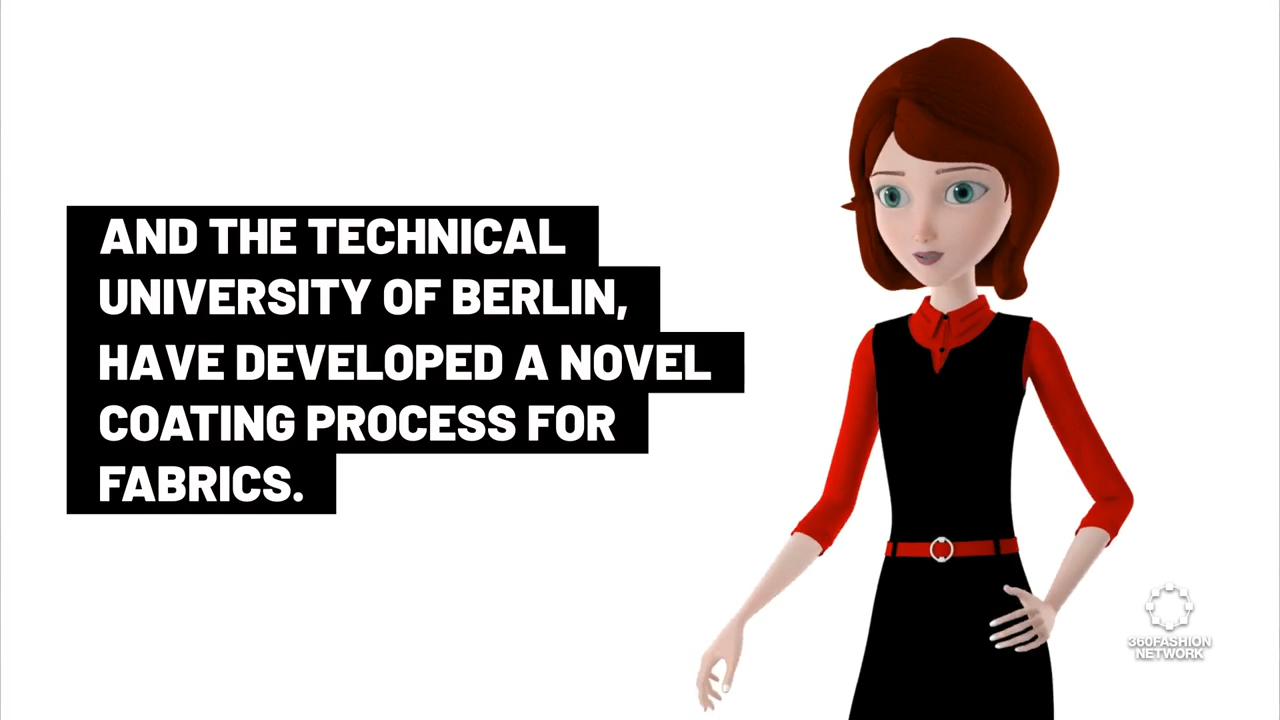 AND THE TECHNICAL
UNIVERSITY OF BERLIN,
HAVE DEVELOPED A NOVEL
COATING PROCESS FOR
FABRICS.
360FASHION
NETWORK